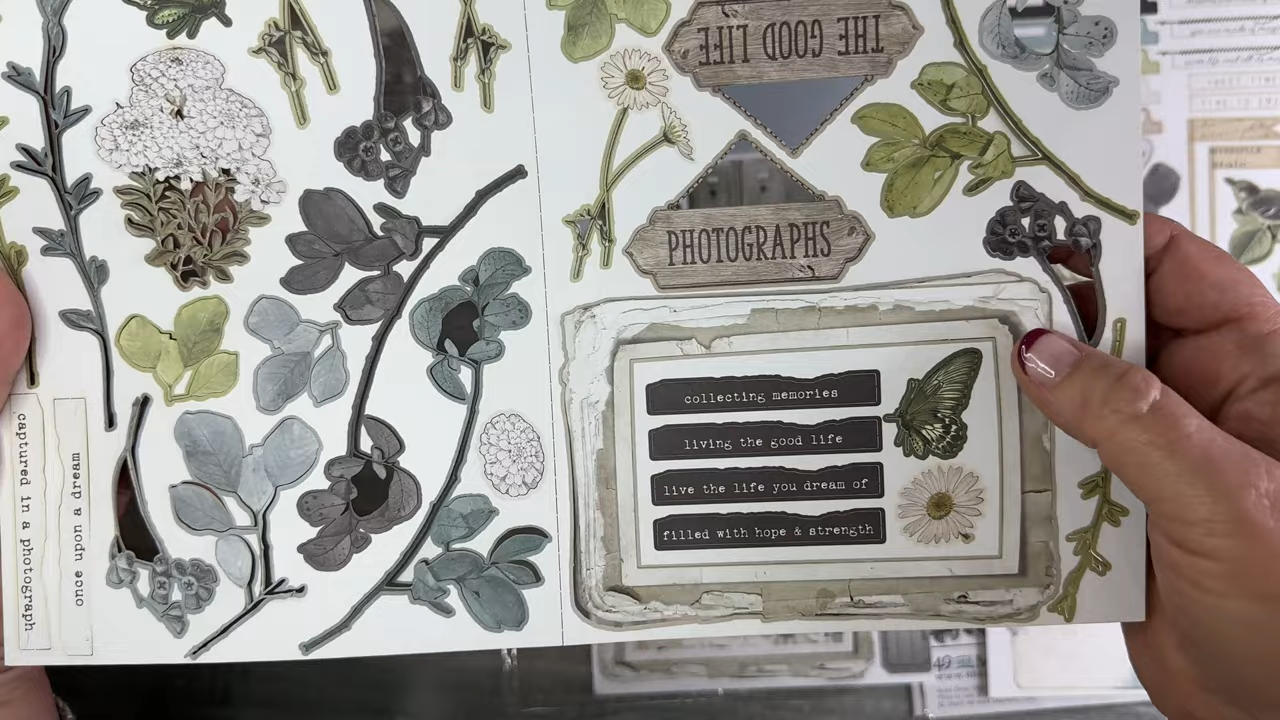 THE GOOD LIFE
PHOTOGRAPHS
collecting memories
living the good life
live the life you dream of
filled with hope & strength
captured in a photograph
once upon a dream
49